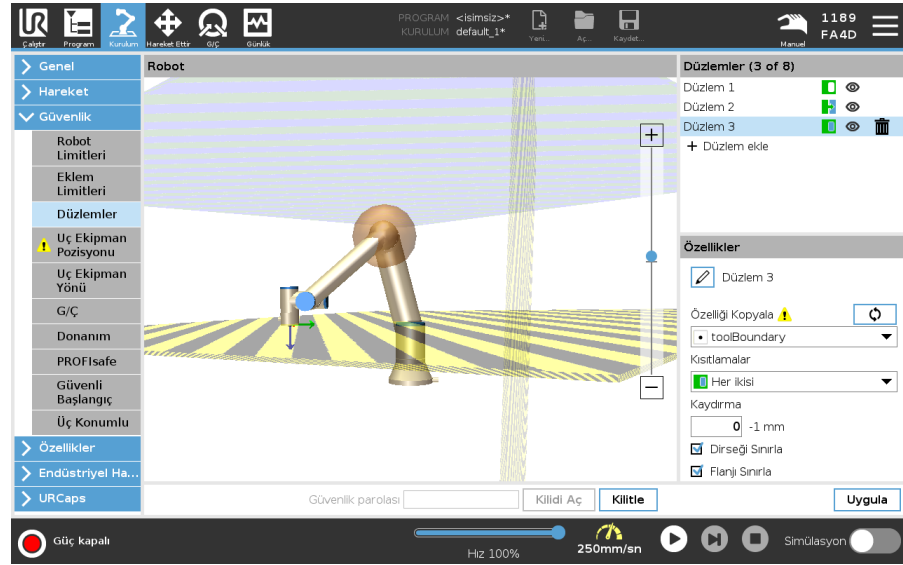 PROGRAM <isimsiz>*
KURULUM default_1*
Çalıştır
Program
Kurulum
Hareket Ettir
G/Ç
Günlük
Yeni...
Aç...
Kaydet...
Manuel
1189
FA4D
Genel
Hareket
Güvenlik
Robot
Limitleri
Eklem
Limitleri
Düzlemler
Uç Ekipman
Pozisyonu
Uç Ekipman
Yönü
G/Ç
Donanım
PROFIsafe
Güvenli
Başlangıç
Üç Konumlu
Özellikler
Endüstriyel Ha...
URCaps
Robot
Düzlemler (3 of 8)
Düzlem 1
Düzlem 2
Düzlem 3
+ Düzlem ekle
Özellikler
Düzlem 3
Özelliği Kopyala
toolBoundary
Kısıtlamalar
Her ikisi
Kaydırma
0 -1 mm
Dirseği Sınırla
Flanjı Sınırla
Güvenlik parolası
Kilidi Aç
Kilitle
Uygula
Güç kapalı
Hız 100%
250mm/sn
Simülasyon